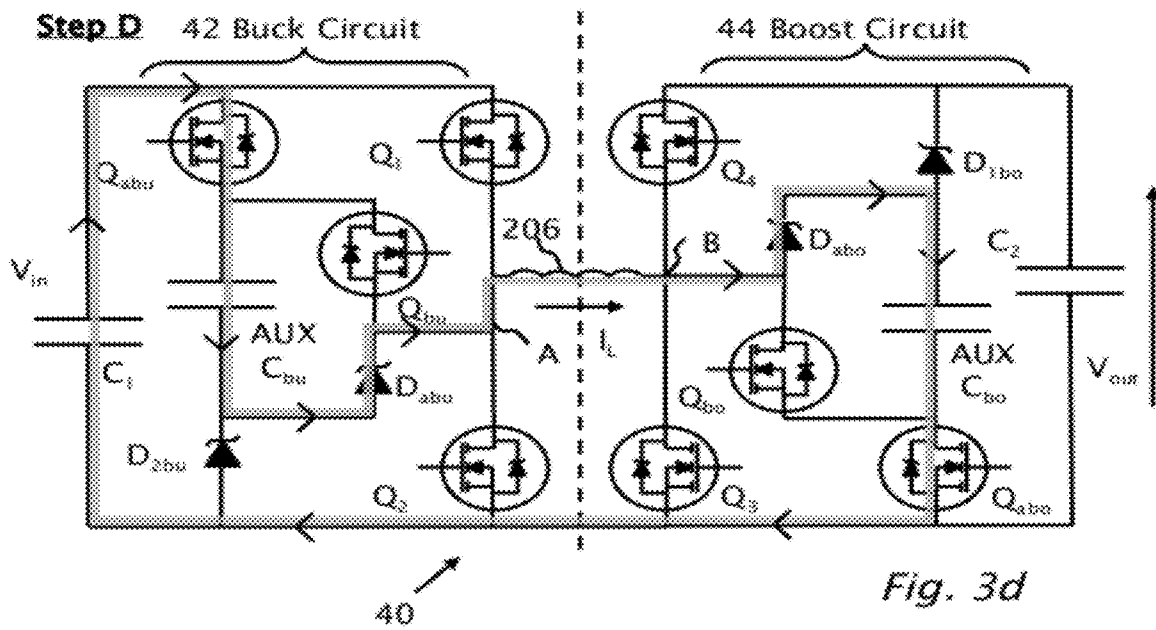 Step D
42 Buck Circuit
44 Boost Circuit
Qabu
Q1
Q4
D1bo
206
B
Dabo
C2
Vin
Qbu
AUX
Cbu
A
IL
AUX
Cbo
Vout
C1
Dabu
Qbo
D2bu
Q2
Q3
Qabo
40
Fig. 3d